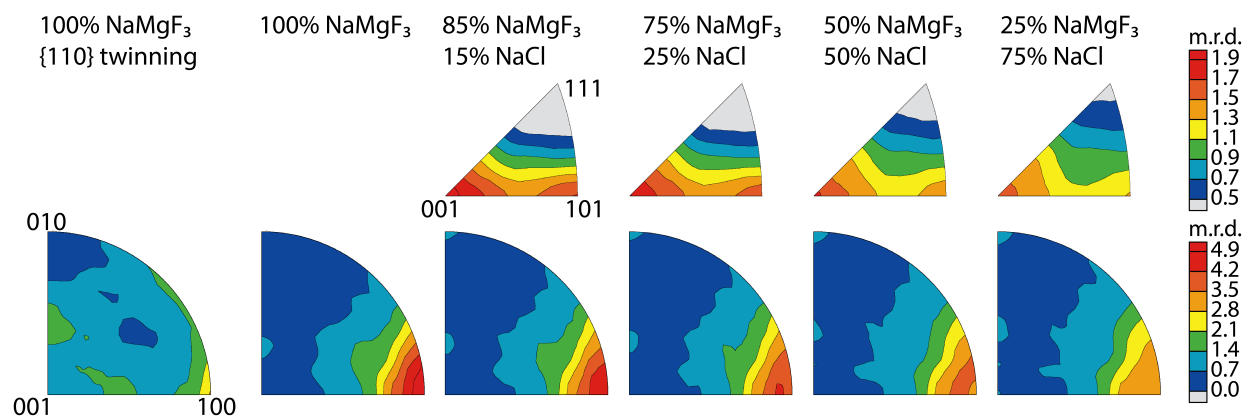 100% NaMgF₃
{110} twinning
100% NaMgF₃
85% NaMgF₃
15% NaCl
75% NaMgF₃
25% NaCl
50% NaMgF₃
50% NaCl
25% NaMgF₃
75% NaCl
111
001
101
m.r.d.
1.9
1.7
1.5
1.3
1.1
0.9
0.7
0.5
010
001
100
m.r.d.
4.9
4.2
3.5
2.8
2.1
1.4
0.7
0.0